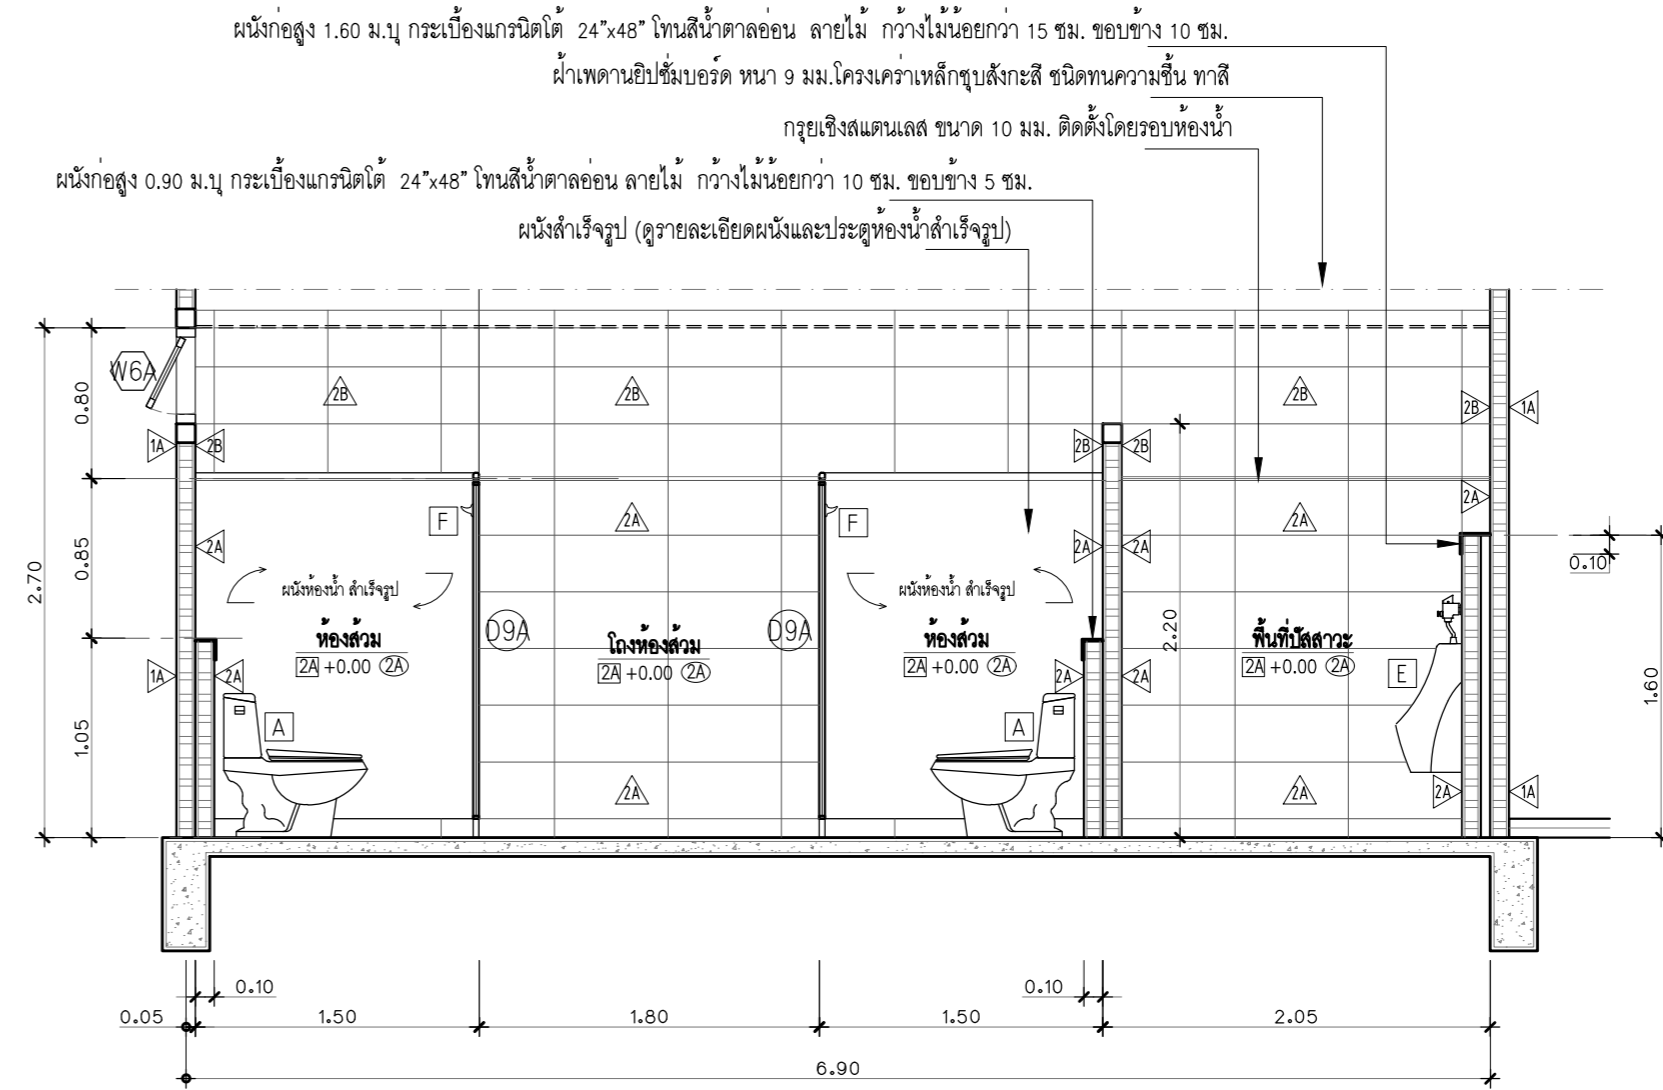 ผนังก่อสูง 1.60 ม.บุ กระเบื้องแกรนิตโต้ 24”x48” โทนสีน้ำตาลอ่อน ลายไม้ กว้างไม้น้อยกว่า 15 ซม. ขอบข้าง 10 ซม.
ฝ้าเพดานยิปซั่มบอร์ด หนา 9 มม.โครงเคร่าเหล็กชุบสังกะสี ชนิดทนความชื้น ทาสี
กรุยเชิงสแตนเลส ขนาด 10 มม. ติดตั้งโดยรอบห้องน้ำ
ผนังก่อสูง 0.90 ม.บุ กระเบื้องแกรนิตโต้ 24”x48” โทนสีน้ำตาลอ่อน ลายไม้ กว้างไม้น้อยกว่า 10 ซม. ขอบข้าง 5 ซม.
ผนังสำเร็จรูป (ดูรายละเอียดผนังและประตูห้องน้ำสำเร็จรูป)
W6A
0.80
2B 2B 2B 2B 1A
1A 2B 2B 2B
2A
F 2A F 2A
0.85
2.70
2A 2A 2A
0.10
ผนังห้องน้ำ สำเร็จรูป ผนังห้องน้ำ สำเร็จรูป
ห้องส้วม D9A โถงห้องส้วม D9A ห้องส้วม 2.20 พื้นที่ปัสสาวะ
2A +0.00 2A 2A +0.00 2A 2A +0.00 2A 2A +0.00 2A
1A 2A 2A 2A E
1.60
1.05
A A
2A 2A 2A 1A
0.10 0.10
0.05 1.50 1.80 1.50 2.05
6.90